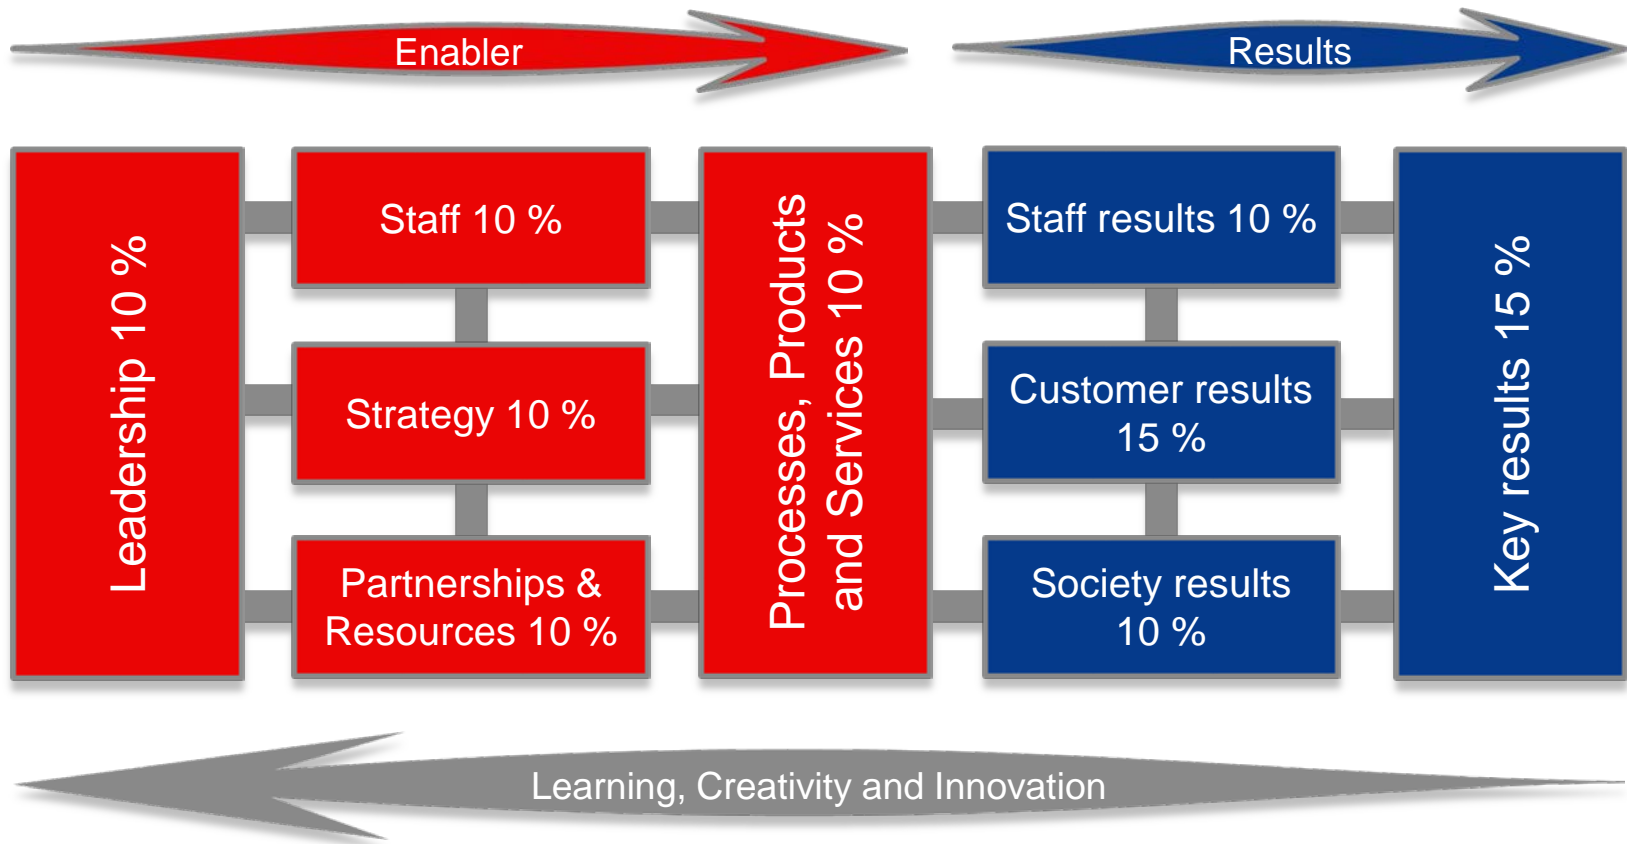 Enabler
Results
Leadership 10 %
Staff 10 %
Strategy 10 %
Partnerships &
Resources 10 %
Processes, Products
and Services 10 %
Staff results 10 %
Customer results
15 %
Society results
10 %
Key results 15 %
Learning, Creativity and Innovation